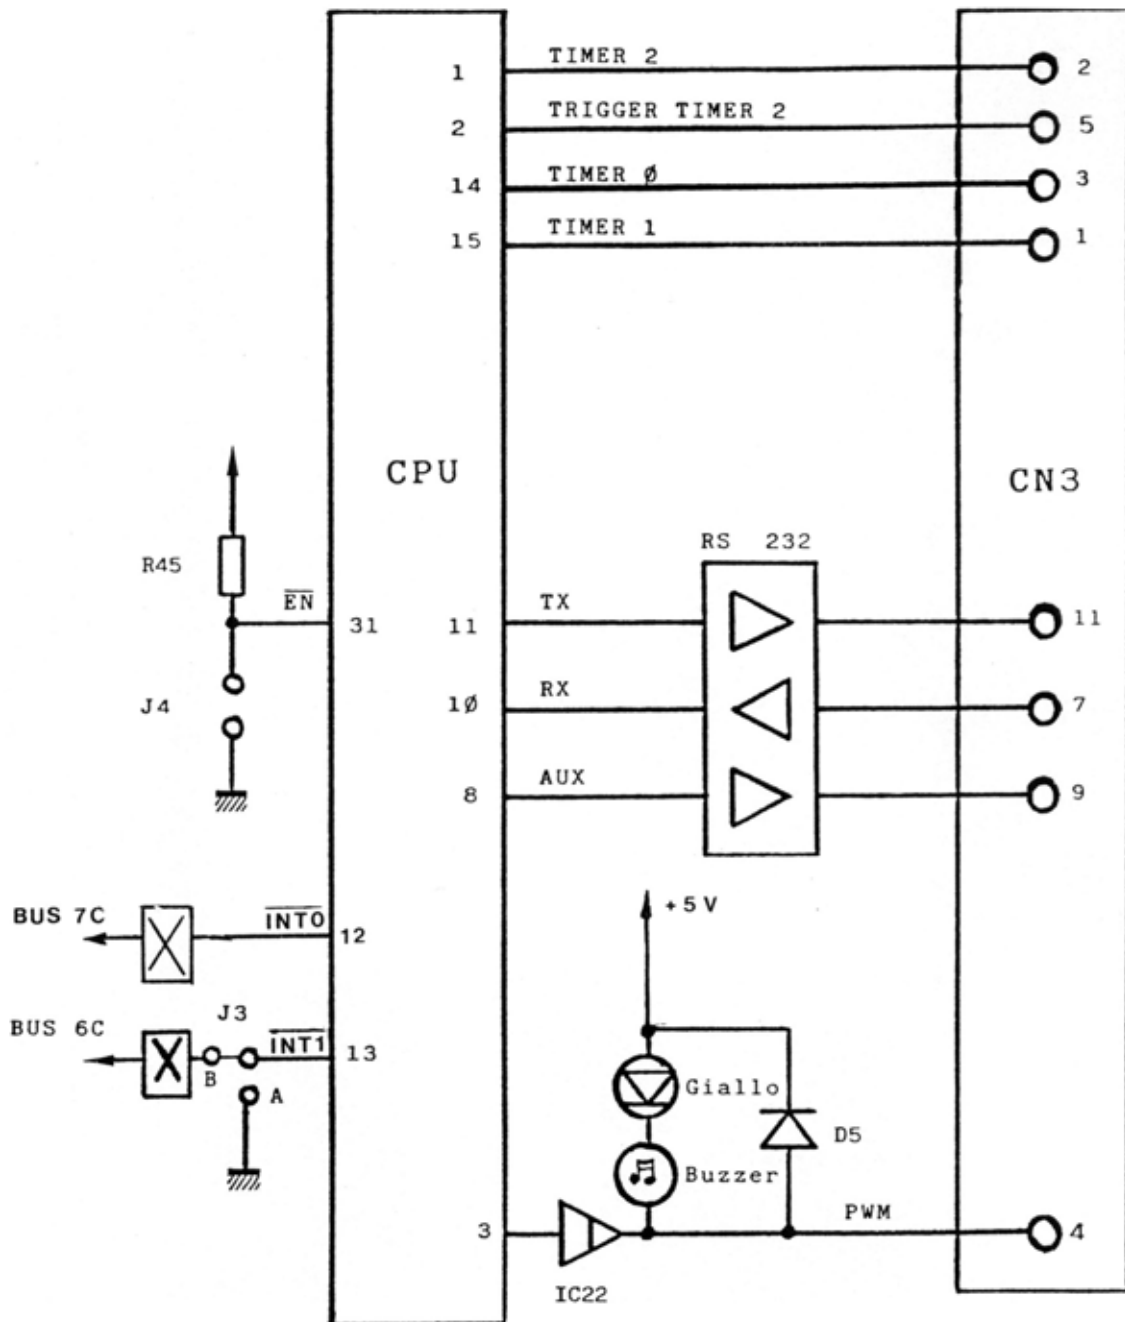 1 TIMER 2 2
2 TRIGGER TIMER 2 5
14 TIMER Ø 3
15 TIMER 1 1
CPU
CN3
RS 232
R45
EN
31
11 TX 11
J4
1Ø RX 7
8 AUX 9
+5V
BUS 7C
INT0
12
BUS 6C
J3
INT1
13
B
A
Giallo
D5
Buzzer
3
PWM
4
IC22